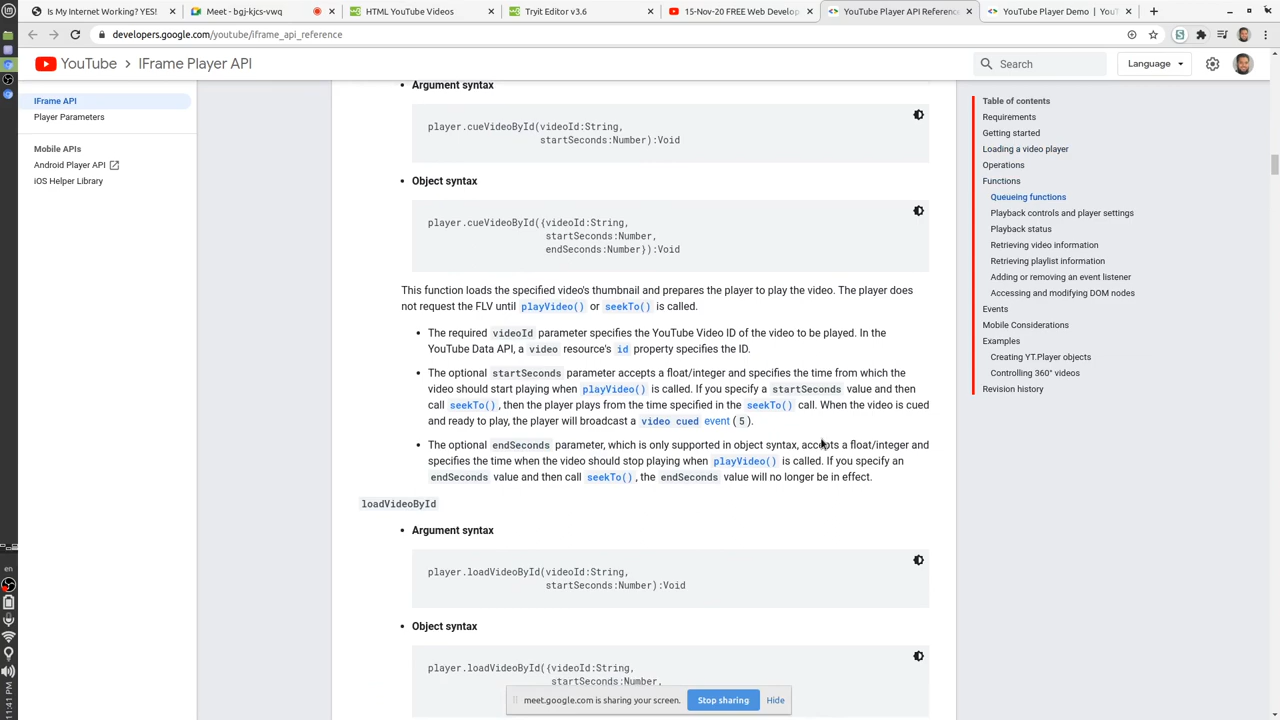 Is My Internet Working? YES!
Meet - bgj-kjcs-vwq
HTML YouTube Videos
Tryit Editor v3.6
15-Nov-20 FREE Web Develop
YouTube Player API Reference
YouTube Player Demo | YouT
developers.google.com/youtube/iframe_api_reference
YouTube
IFrame Player API
Search
Language
IFrame API
Player Parameters
Mobile APIs
Android Player API
iOS Helper Library
Argument syntax
player.cueVideoById(videoId:String,
startSeconds:Number):Void
Object syntax
player.cueVideoById({videoId:String,
startSeconds:Number,
endSeconds:Number}):Void
This function loads the specified video's thumbnail and prepares the player to play the video. The player does
not request the FLV until playVideo() or seekTo() is called.
The required videoId parameter specifies the YouTube Video ID of the video to be played. In the
YouTube Data API, a video resource's id property specifies the ID.
The optional startSeconds parameter accepts a float/integer and specifies the time from which the
video should start playing when playVideo() is called. If you specify a startSeconds value and then
call seekTo(), then the player plays from the time specified in the seekTo() call. When the video is cued
and ready to play, the player will broadcast a video cued event (5).
The optional endSeconds parameter, which is only supported in object syntax, accepts a float/integer and
specifies the time when the video should stop playing when playVideo() is called. If you specify an
endSeconds value and then call seekTo(), the endSeconds value will no longer be in effect.
loadVideoById
Argument syntax
player.loadVideoById(videoId:String,
startSeconds:Number):Void
Object syntax
player.loadVideoById({videoId:String,
startSeconds:Number,
Table of contents
Requirements
Getting started
Loading a video player
Operations
Functions
Queueing functions
Playback controls and player settings
Playback status
Retrieving video information
Retrieving playlist information
Adding or removing an event listener
Accessing and modifying DOM nodes
Events
Mobile Considerations
Examples
Creating YT.Player objects
Controlling 360° videos
Revision history
meet.google.com is sharing your screen.
Stop sharing
Hide
en
11:41 PM